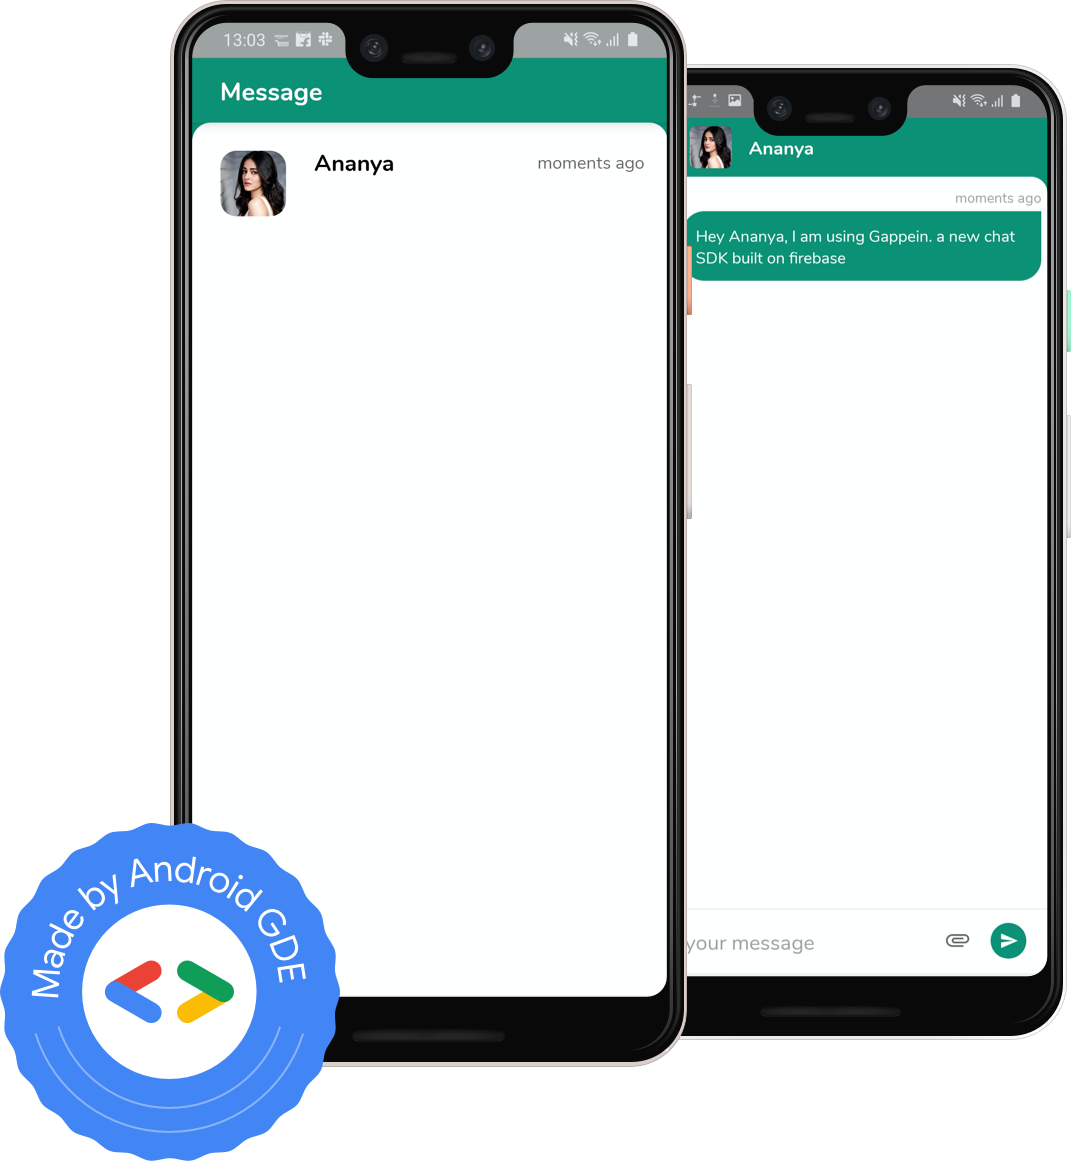 13:03
Message
Ananya
moments ago
Ananya
moments ago
Hey Ananya, I am using Gappein. a new chat
SDK built on firebase
your message
Made by Android GDE